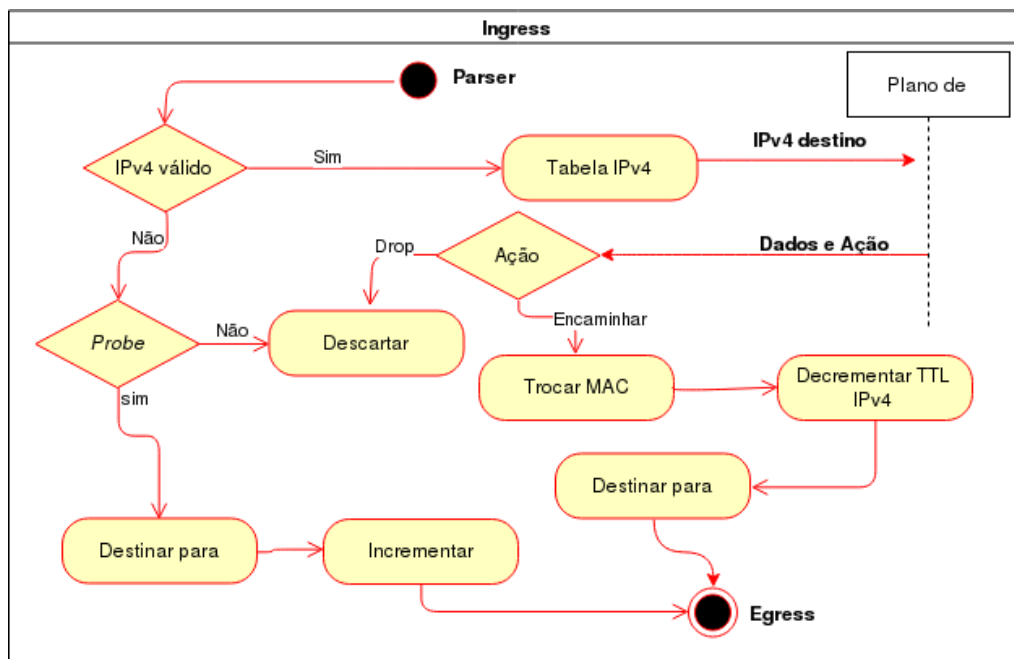 Ingress
Parser
Plano de
IPv4 válido
Sim
Tabela IPv4
IPv4 destino
Não
Drop
Ação
Dados e Ação
Probe
Não
Descartar
Encaminhar
Trocar MAC
Decrementar TTL
IPv4
sim
Destinar para
Destinar para
Incrementar
Egress